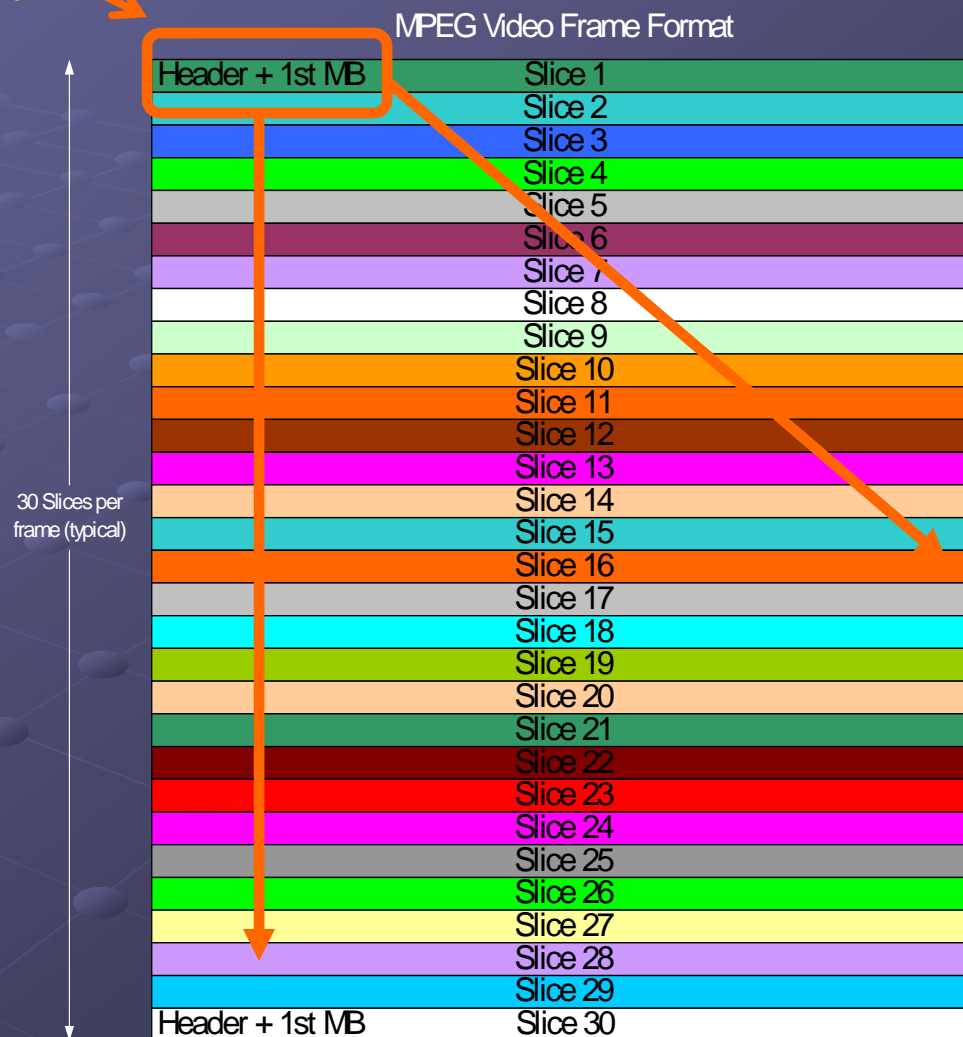 MPEG Video Frame Format
Header + 1st MB Slice 1
Slice 2
Slice 3
Slice 4
Slice 5
Slice 6
Slice 7
Slice 8
Slice 9
Slice 10
Slice 11
Slice 12
Slice 13
30 Slices per
frame (typical)
Slice 14
Slice 15
Slice 16
Slice 17
Slice 18
Slice 19
Slice 20
Slice 21
Slice 22
Slice 23
Slice 24
Slice 25
Slice 26
Slice 27
Slice 28
Slice 29
Header + 1st MB Slice 30